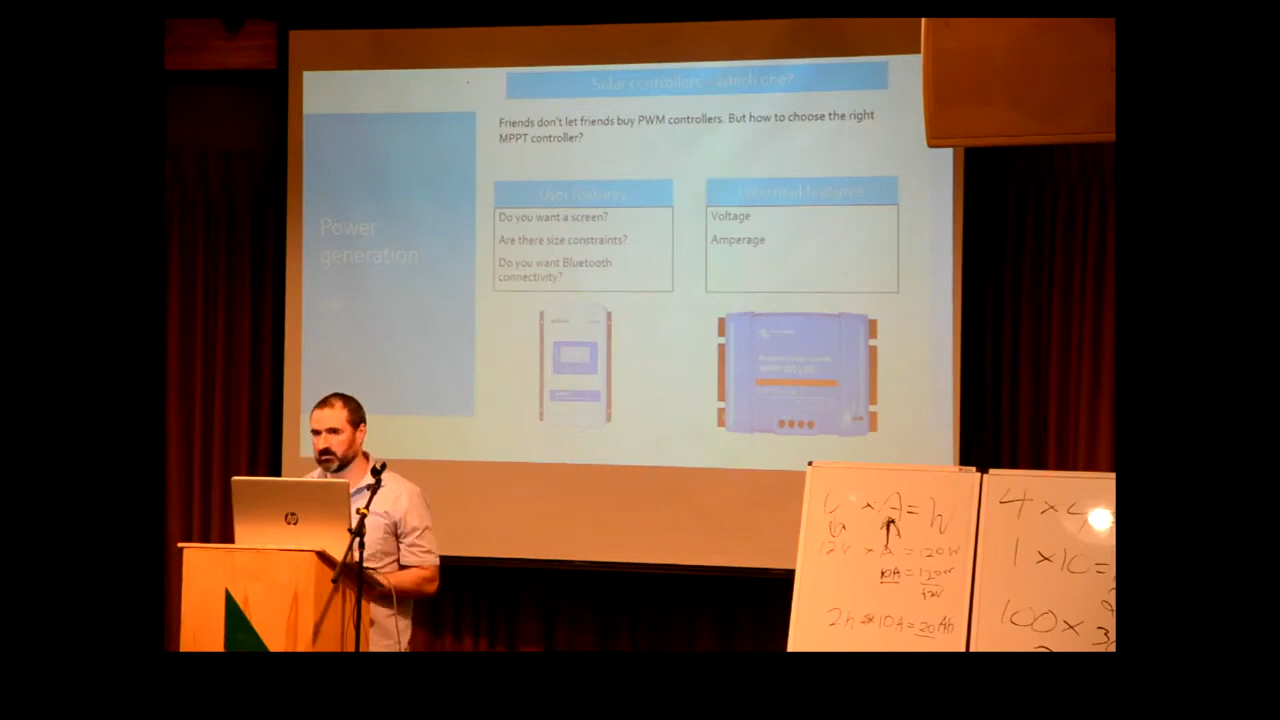 Solar controllers – which one?
Friends don't let friends buy PWM controllers. But how to choose the right
MPPT controller?
Power
generation
User features
Do you want a screen?
Are there size constraints?
Do you want Bluetooth
connectivity?
Electrical features
Voltage
Amperage
hp
V x A = W
12V x A = 120W
10A = 120W
12V
2h x 10A = 20Ah
4 x 4
1 x 10 =
100 x